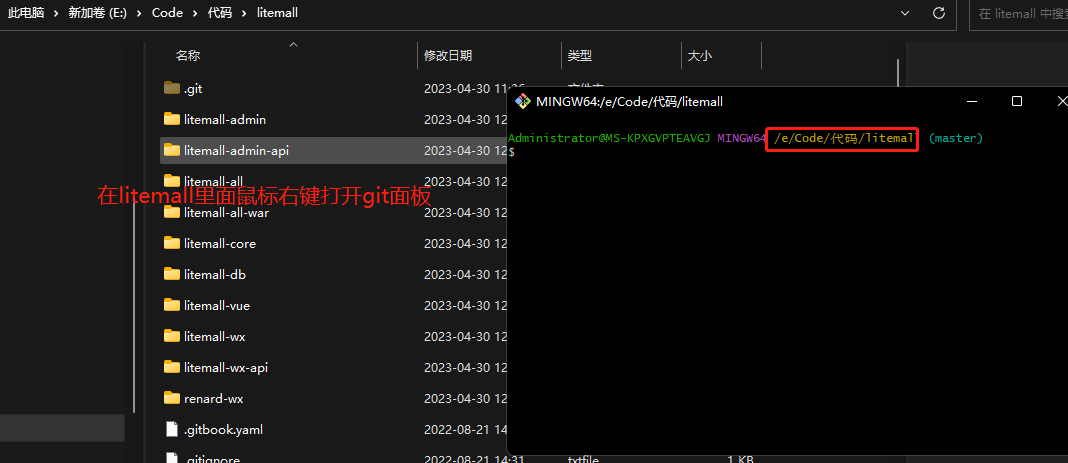 此电脑 > 新加卷 (E:) > Code > 代码 > litemall
在 litemall 中搜索
名称 修改日期 类型 大小
.git 2023-04-30 11:26 文件夹
MINGW64:/e/Code/代码/litemall
litemall-admin 2023-04-30 12
Administrator@MS-KPXGVPTEAVGJ MINGW64 /e/Code/代码/litemall (master)
$
litemall-admin-api 2023-04-30 12
litemall-all 2023-04-30 12
在litemall里面鼠标右键打开git面板
litemall-all-war 2023-04-30 12
litemall-core 2023-04-30 12
litemall-db 2023-04-30 12
litemall-vue 2023-04-30 12
litemall-wx 2023-04-30 12
litemall-wx-api 2023-04-30 12
renard-wx 2023-04-30 12
.gitbook.yaml 2022-08-21 14
.gitignore 2022-08-21 14:31 txtfile 1 KB